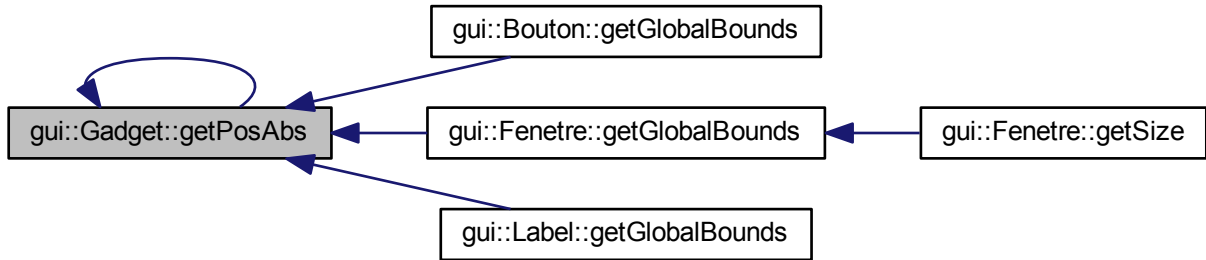 gui::Bouton::getGlobalBounds
gui::Gadget::getPosAbs
gui::Fenetre::getGlobalBounds
gui::Fenetre::getSize
gui::Label::getGlobalBounds